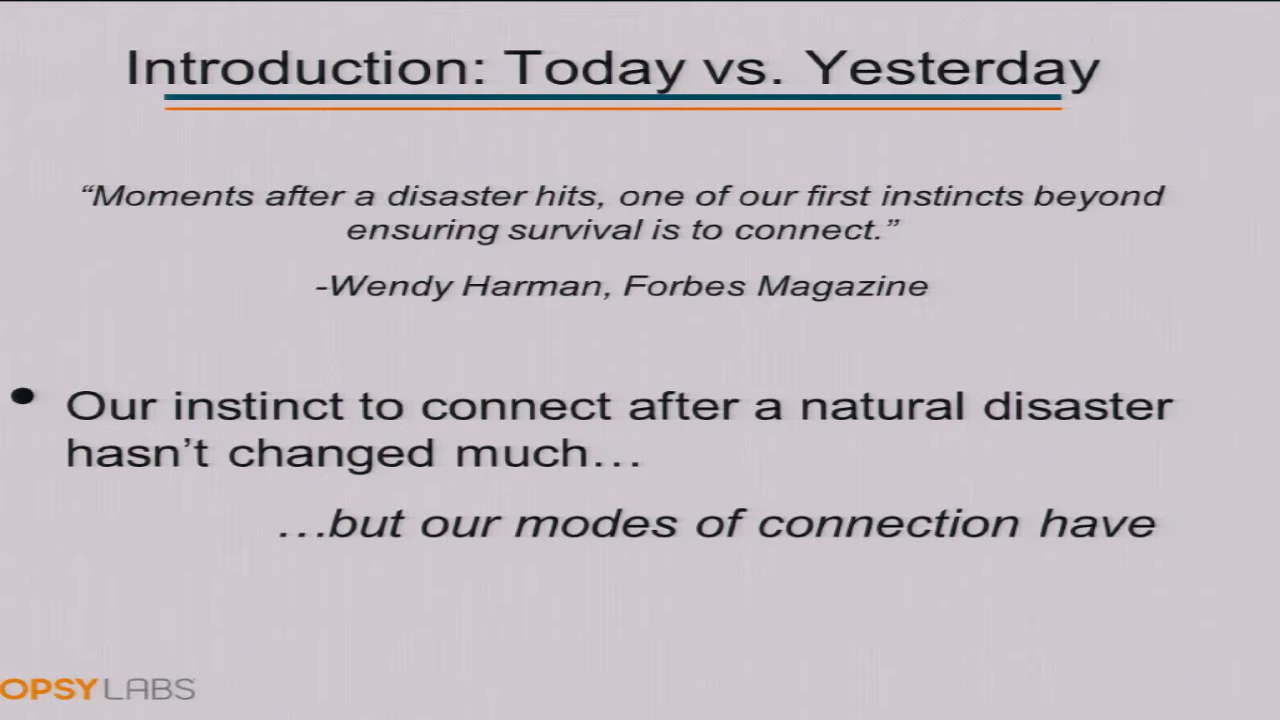 Introduction: Today vs. Yesterday
“Moments after a disaster hits, one of our first instincts beyond
ensuring survival is to connect.”
-Wendy Harman, Forbes Magazine
• Our instinct to connect after a natural disaster
hasn’t changed much…
…but our modes of connection have
OPSY LABS